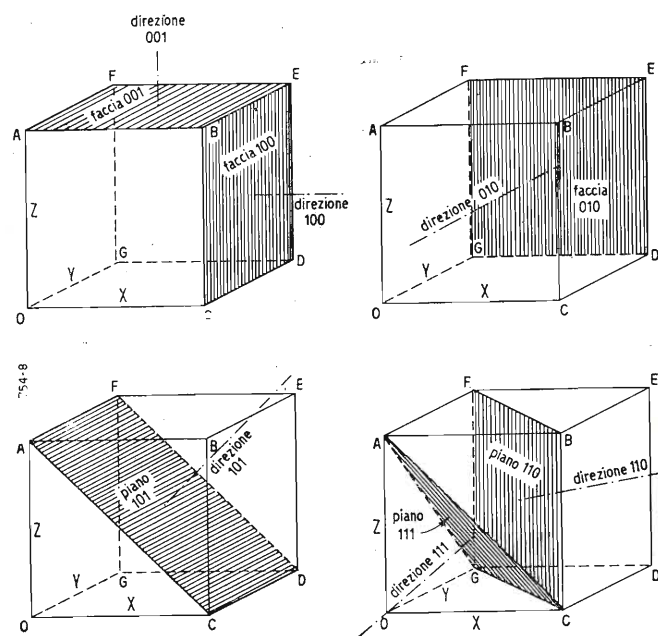 direzione
001
F
E
faccia 001
A
B
faccia 100
Z
direzione
100
G
Y
D
X
O
C
F
E
A
B
direzione 010
faccia
010
Z
G
Y
D
X
O
C
754-8
F
E
A
B
direzione
101
piano
101
Z
G
Y
D
X
O
C
F
E
A
B
piano 110
direzione 110
piano
111
Z
direzione 111
G
Y
D
O
X
C